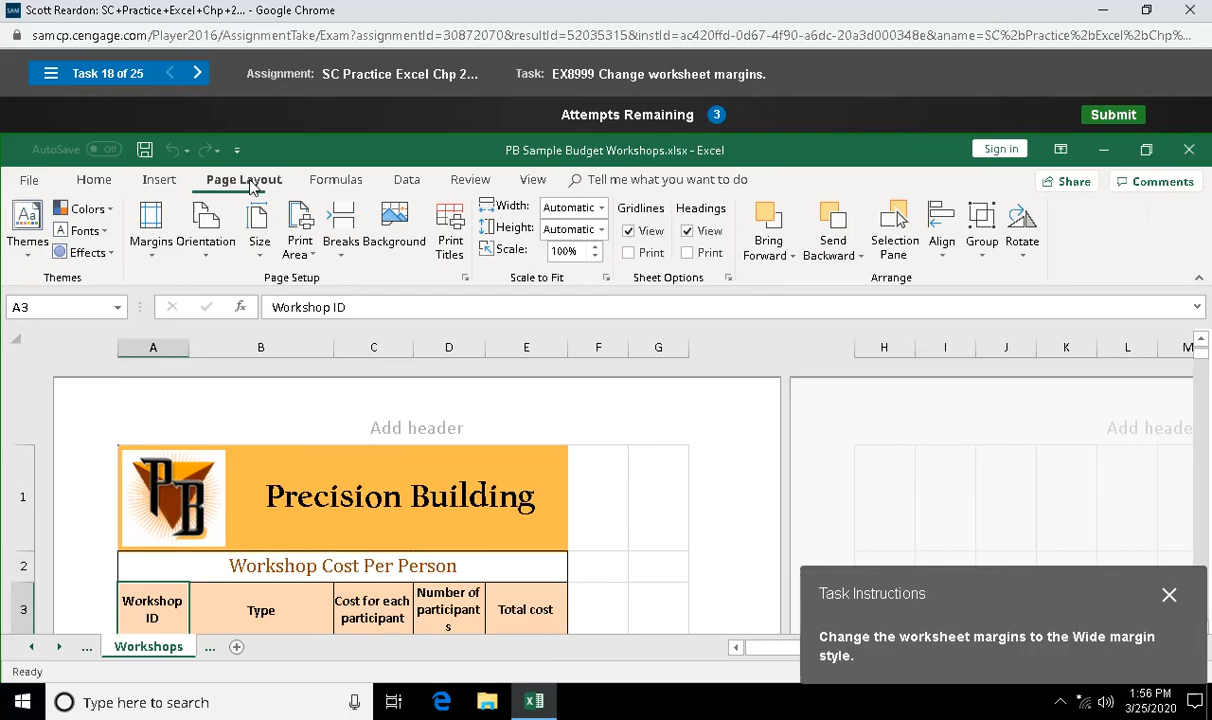 Scott Reardon: SC+Practice+Excel+Chp +2... - Google Chrome
samcp.cengage.com/Player2016/AssignmentTake/Exam?assignmentId=30872070&resultId=52035315&instId=ac420ffd-0d67-4f90-a6dc-20a3d000348e&aname=SC%2bPractice%2bExcel%2bChp%2...
Task 18 of 25
Assignment: SC Practice Excel Chp 2...
Task: EX8999 Change worksheet margins.
Attempts Remaining 3
Submit
AutoSave Off
PB Sample Budget Workshops.xlsx - Excel
Sign in
File Home Insert Page Layout Formulas Data Review View Tell me what you want to do
Share Comments
Themes
Colors
Fonts
Effects
Themes
Margins
Orientation
Size
Print Area
Breaks
Background
Print Titles
Page Setup
Width: Automatic
Height: Automatic
Scale: 100%
Scale to Fit
Gridlines Headings
View View
Print Print
Sheet Options
Bring Forward
Send Backward
Selection Pane
Align
Group
Rotate
Arrange
A3
fx
Workshop ID
A B C D E F G H I J K L M
Add header
Add heade
1
PB
Precision Building
2
Workshop Cost Per Person
3
Workshop ID
Type
Cost for each participant
Number of participants
Total cost
... Workshops ...
Ready
Task Instructions
Change the worksheet margins to the Wide margin
style.
Type here to search
1:56 PM
3/25/2020